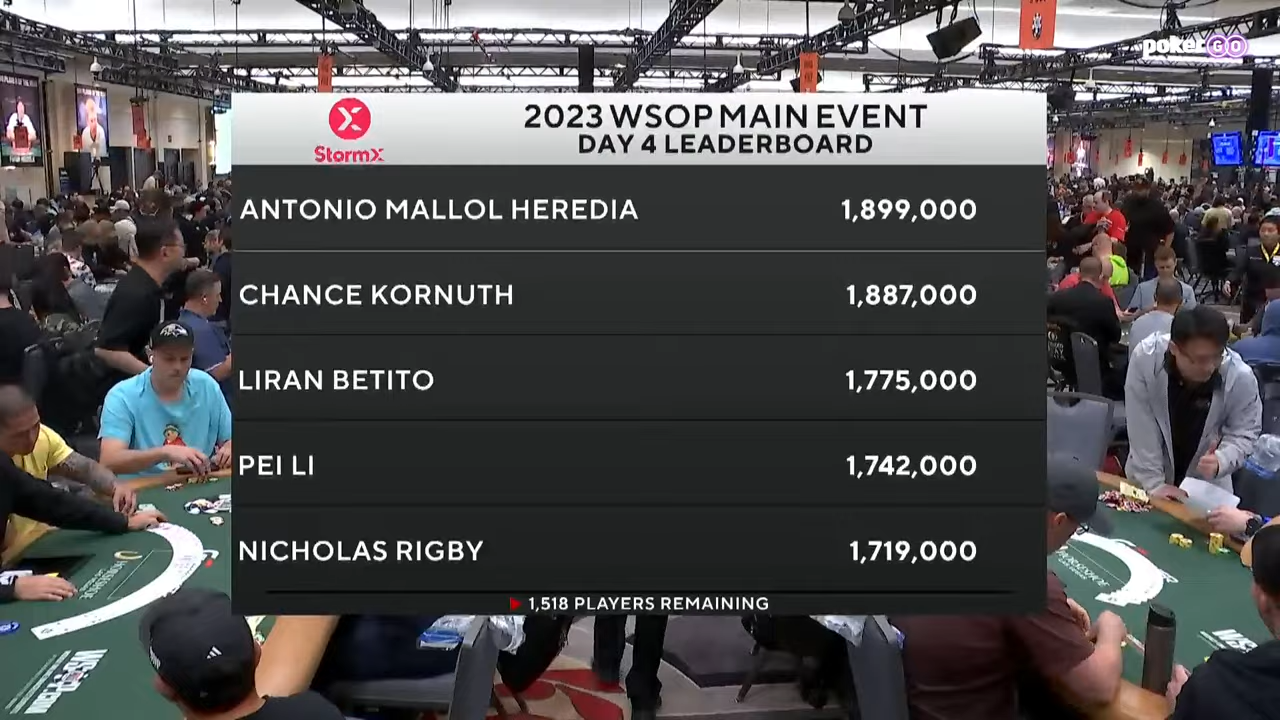 pokerGO
StormX
2023 WSOP MAIN EVENT
DAY 4 LEADERBOARD
ANTONIO MALLOL HEREDIA 1,899,000
CHANCE KORNUTH 1,887,000
LIRAN BETITO 1,775,000
PEI LI 1,742,000
NICHOLAS RIGBY 1,719,000
1,518 PLAYERS REMAINING